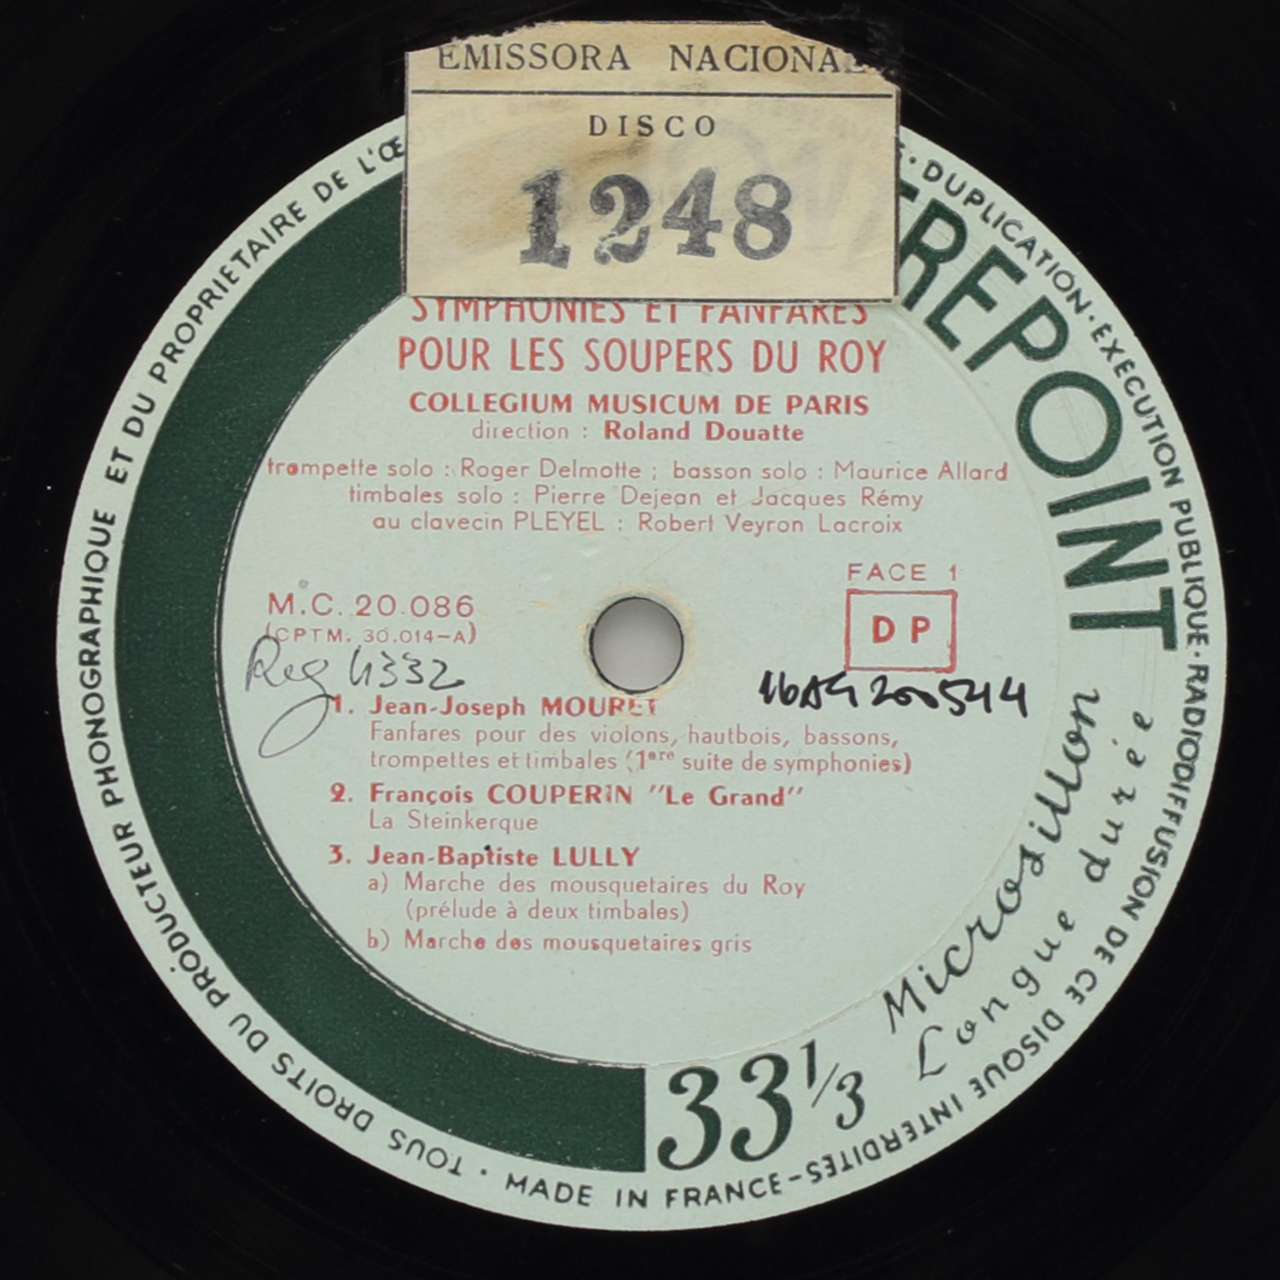 EMISSORA NACIONAL
DISCO
1248
SYMPHONIES ET FANFARES
POUR LES SOUPERS DU ROY
COLLEGIUM MUSICUM DE PARIS
direction : Roland Douatte
trompette solo : Roger Delmotte ; basson solo : Maurice Allard
timbales solo : Pierre Dejean et Jacques Rémy
au clavecin PLEYEL : Robert Veyron Lacroix
FACE 1
M.C. 20.086
DP
(CPTM. 30.014-A)
Reg 4332
16AG200544
1. Jean-Joseph MOURET
Fanfares pour des violons, hautbois, bassons,
trompettes et timbales (1ere suite de symphonies)
2. François COUPERIN "Le Grand"
La Steinkerque
3. Jean-Baptiste LULLY
a) Marche des mousquetaires du Roy
(prélude à deux timbales)
b) Marche des mousquetaires gris
REPOINT
Microsillon
Longue durée
33 1/3
TOUS DROITS DU PRODUCTEUR PHONOGRAPHIQUE ET DU PROPRIETAIRE DE L'Œ
· DUPLICATION · EXECUTION PUBLIQUE · RADIODIFFUSION DE CE DISQUE INTERDITES - MADE IN FRANCE ·